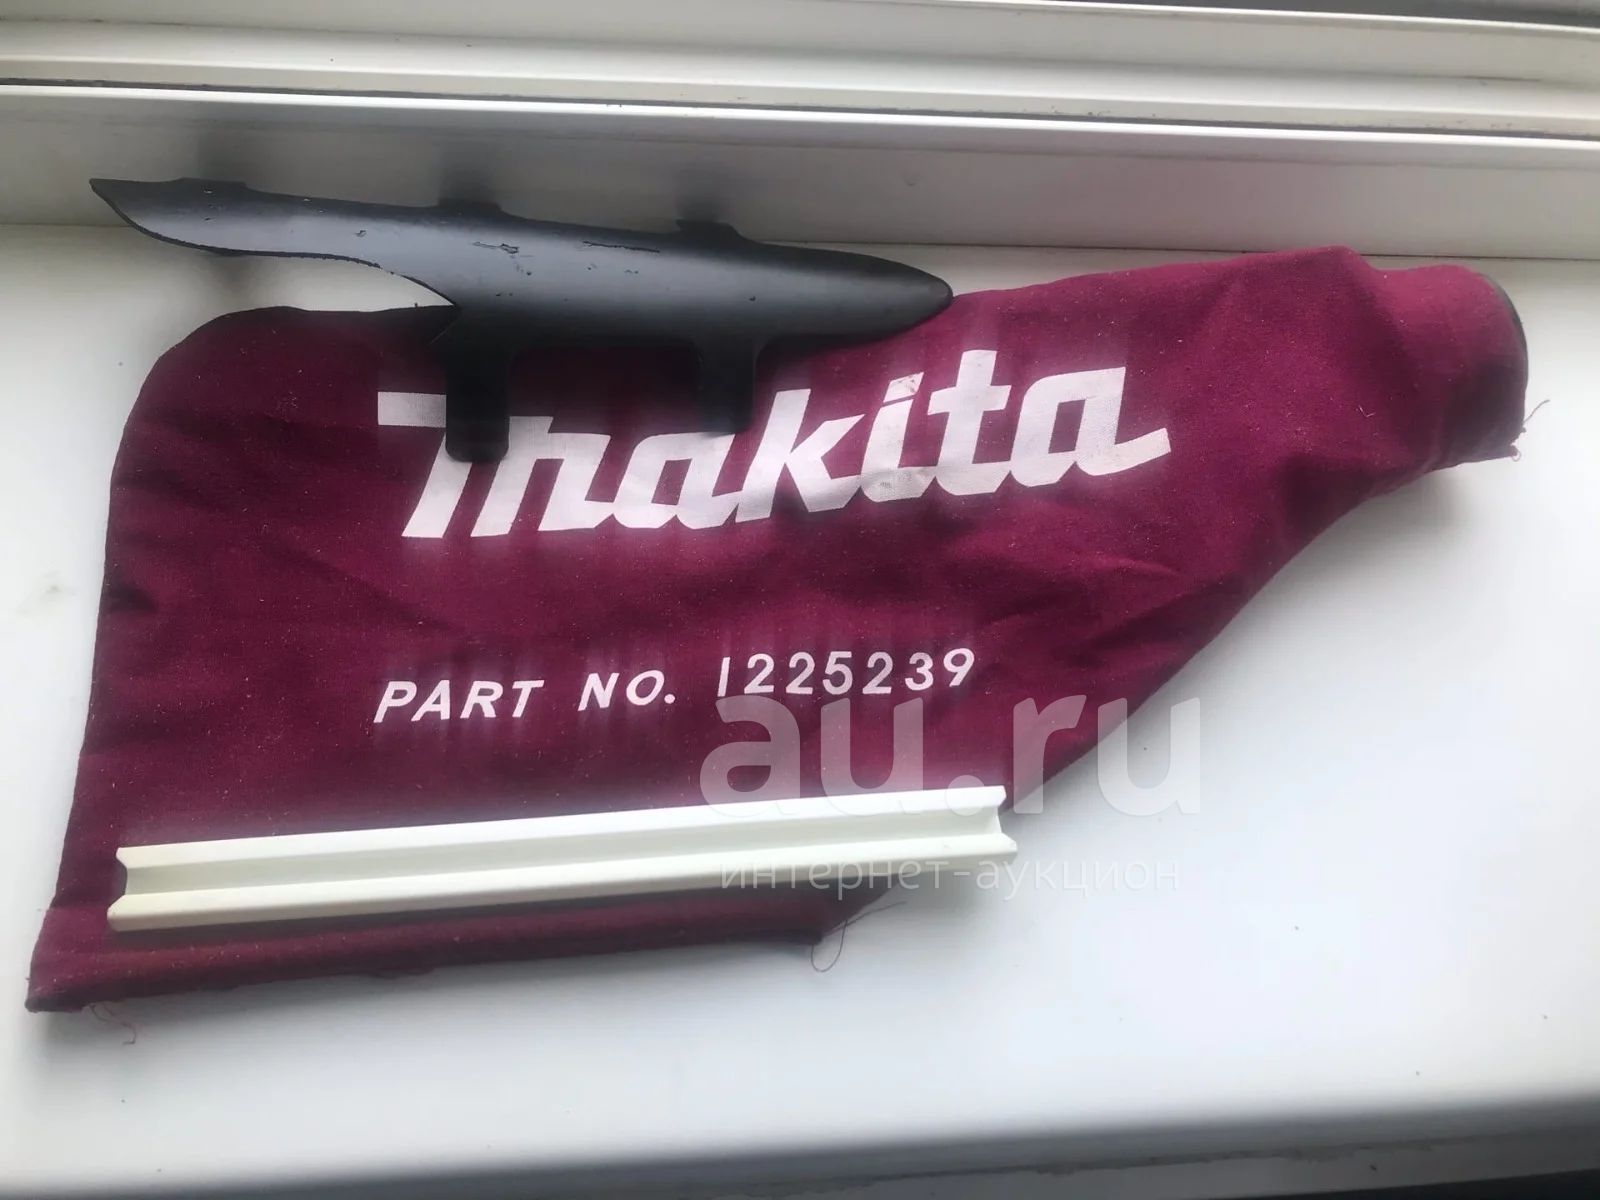 makita
PART NO. 1225239
au.ru
интернет-аукцион